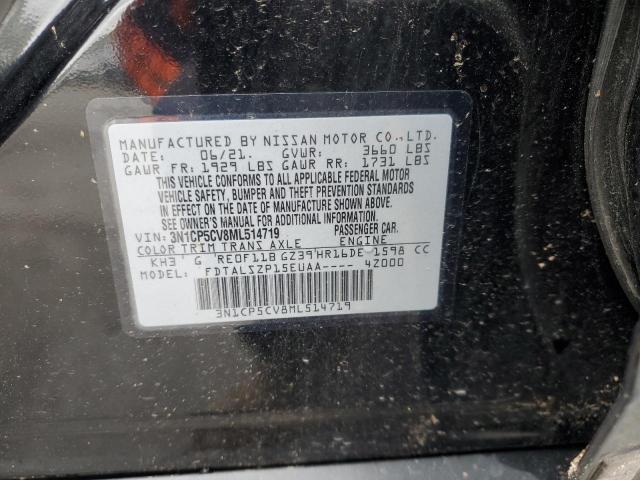 MANUFACTURED BY NISSAN MOTOR CO., LTD.
DATE: 06/21. GVWR: 3660 LBS
GAWR FR: 1929 LBS GAWR RR: 1731 LBS
THIS VEHICLE CONFORMS TO ALL APPLICABLE FEDERAL MOTOR
VEHICLE SAFETY, BUMPER AND THEFT PREVENTION STANDARDS
IN EFFECT ON THE DATE OF MANUFACTURE SHOWN ABOVE.
SEE OWNER'S MANUAL FOR ADDITIONAL INFORMATION.
VIN: 3N1CP5CV8ML514719 PASSENGER CAR.
COLOR TRIM TRANS AXLE ENGINE
KH3 G RE0F11B GZ39 HR16DE 1598 CC
MODEL: FDTALSZP15EUAA---- 42000
3N1CP5CV8ML514719